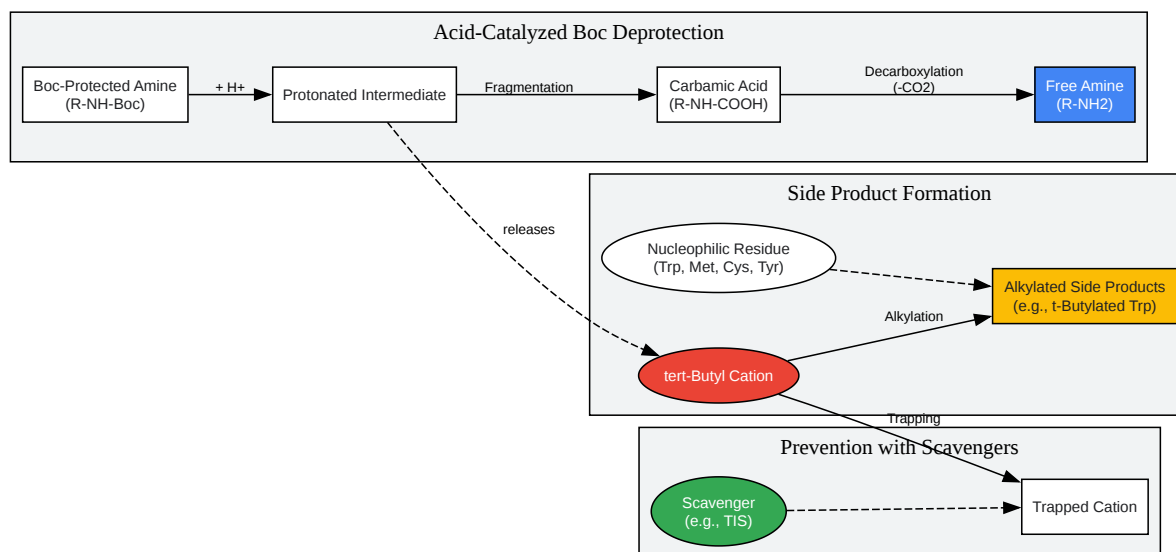 Acid-Catalyzed Boc Deprotection
Boc-Protected Amine
(R-NH-Boc)
+ H+
Protonated Intermediate
Fragmentation
Carbamic Acid
(R-NH-COOH)
Decarboxylation
(-CO2)
Free Amine
(R-NH2)
releases
Side Product Formation
Nucleophilic Residue
(Trp, Met, Cys, Tyr)
Alkylated Side Products
(e.g., t-Butylated Trp)
Alkylation
tert-Butyl Cation
Trapping
Prevention with Scavengers
Scavenger
(e.g., TIS)
Trapped Cation